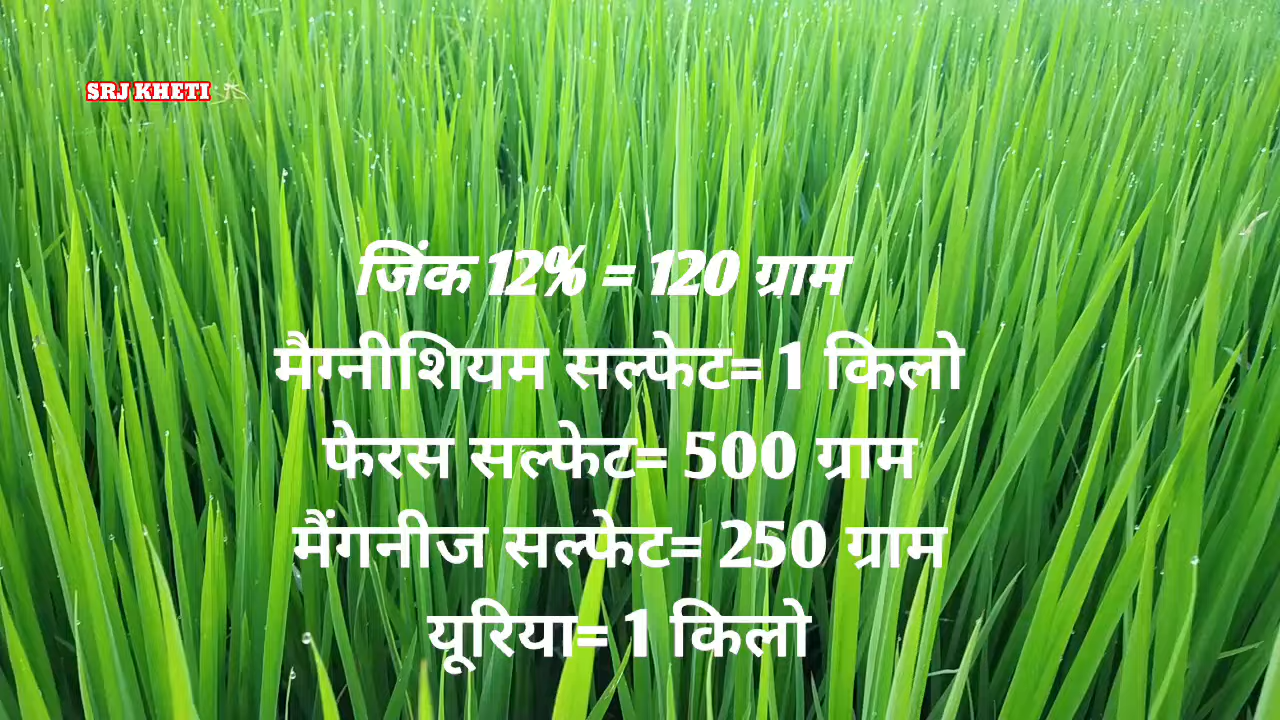 SRJ KHETI
जिंक 12% = 120 ग्राम
मैग्नीशियम सल्फेट= 1 किलो
फेरस सल्फेट= 500 ग्राम
मैंगनीज सल्फेट= 250 ग्राम
यूरिया= 1 किलो